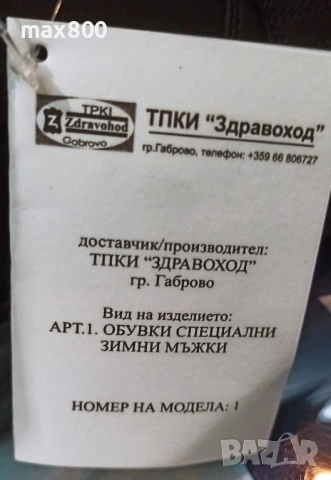 max800
TPKI
Z Zdravohod
Gabrovo
ТПКИ “Здравоход”
гр.Габрово, телефон: +359 66 806727
доставчик/производител:
ТПКИ “ЗДРАВОХОД”
гр. Габрово
Вид на изделието:
АРТ.1. ОБУВКИ СПЕЦИАЛНИ
ЗИМНИ МЪЖКИ
НОМЕР НА МОДЕЛА: 1
BAZAR